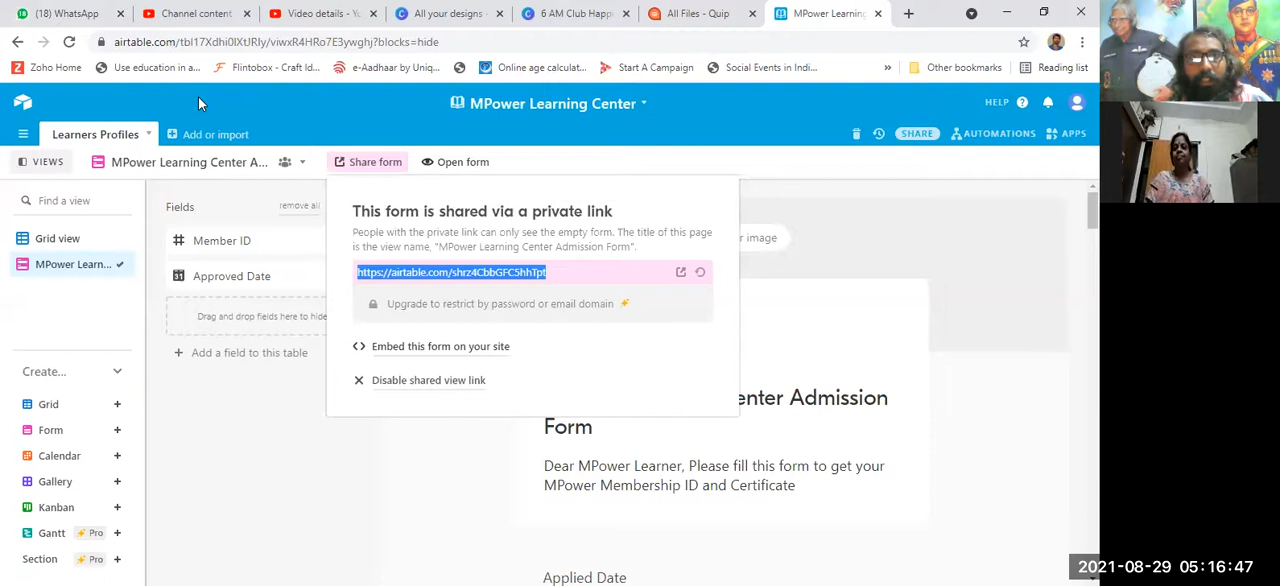 (18) WhatsApp
Channel content
Video details - Yo
All your designs -
6 AM Club Happ
All Files - Quip
MPower Learning
airtable.com/tbl17Xdhi0lXtJRly/viwxR4HRo7E3ywghj?blocks=hide
Zoho Home
Use education in a...
Flintobox - Craft Id...
e-Aadhaar by Uniq...
Online age calculat...
Start A Campaign
Social Events in Indi...
»
Other bookmarks
Reading list
MPower Learning Center
HELP
Learners Profiles
Add or import
SHARE
AUTOMATIONS
APPS
VIEWS
MPower Learning Center A...
Share form
Open form
Find a view
Grid view
MPower Learn...
Create...
Grid
Form
Calendar
Gallery
Kanban
Gantt Pro
Section Pro
Fields
remove all
Member ID
Approved Date
Drag and drop fields here to hide
Add a field to this table
This form is shared via a private link
People with the private link can only see the empty form. The title of this page
is the view name, "MPower Learning Center Admission Form".
https://airtable.com/shrz4CbbGFC5hhTpt
Upgrade to restrict by password or email domain
Embed this form on your site
Disable shared view link
er image
enter Admission
Form
Dear MPower Learner, Please fill this form to get your
MPower Membership ID and Certificate
Applied Date
2021-08-29 05:16:47